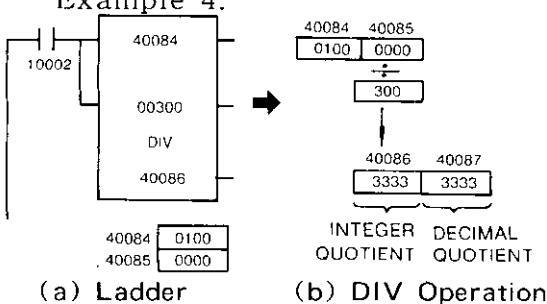 Example 4:
40084
10002
00300
DIV
40086
40084 0100
40085 0000
(a) Ladder
40084 40085
0100 0000
÷
300
40086 40087
3333 3333
INTEGER DECIMAL
QUOTIENT QUOTIENT
(b) DIV Operation